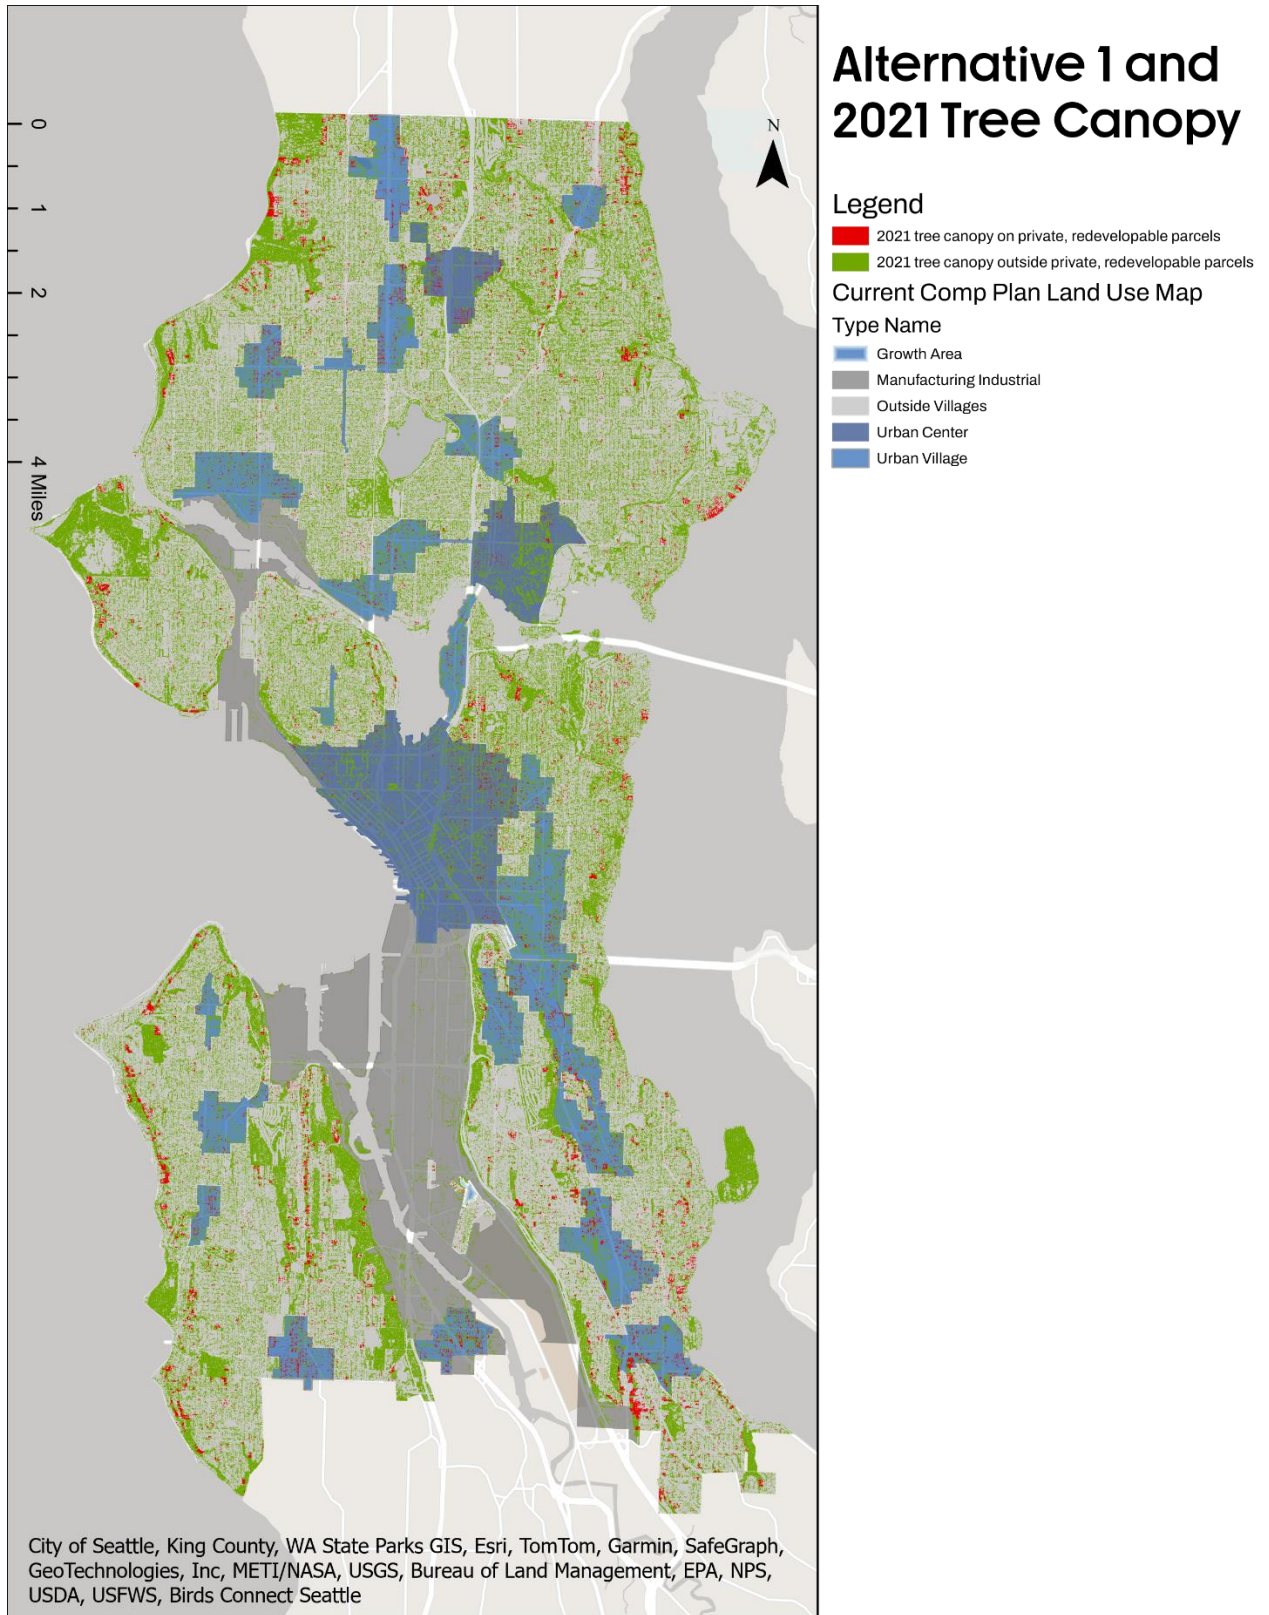 Alternative 1 and
2021 Tree Canopy
Legend
2021 tree canopy on private, redevelopable parcels
2021 tree canopy outside private, redevelopable parcels
Current Comp Plan Land Use Map
Type Name
Growth Area
Manufacturing Industrial
Outside Villages
Urban Center
Urban Village
N
0
1
2
4 Miles
City of Seattle, King County, WA State Parks GIS, Esri, TomTom, Garmin, SafeGraph,
GeoTechnologies, Inc, METI/NASA, USGS, Bureau of Land Management, EPA, NPS,
USDA, USFWS, Birds Connect Seattle